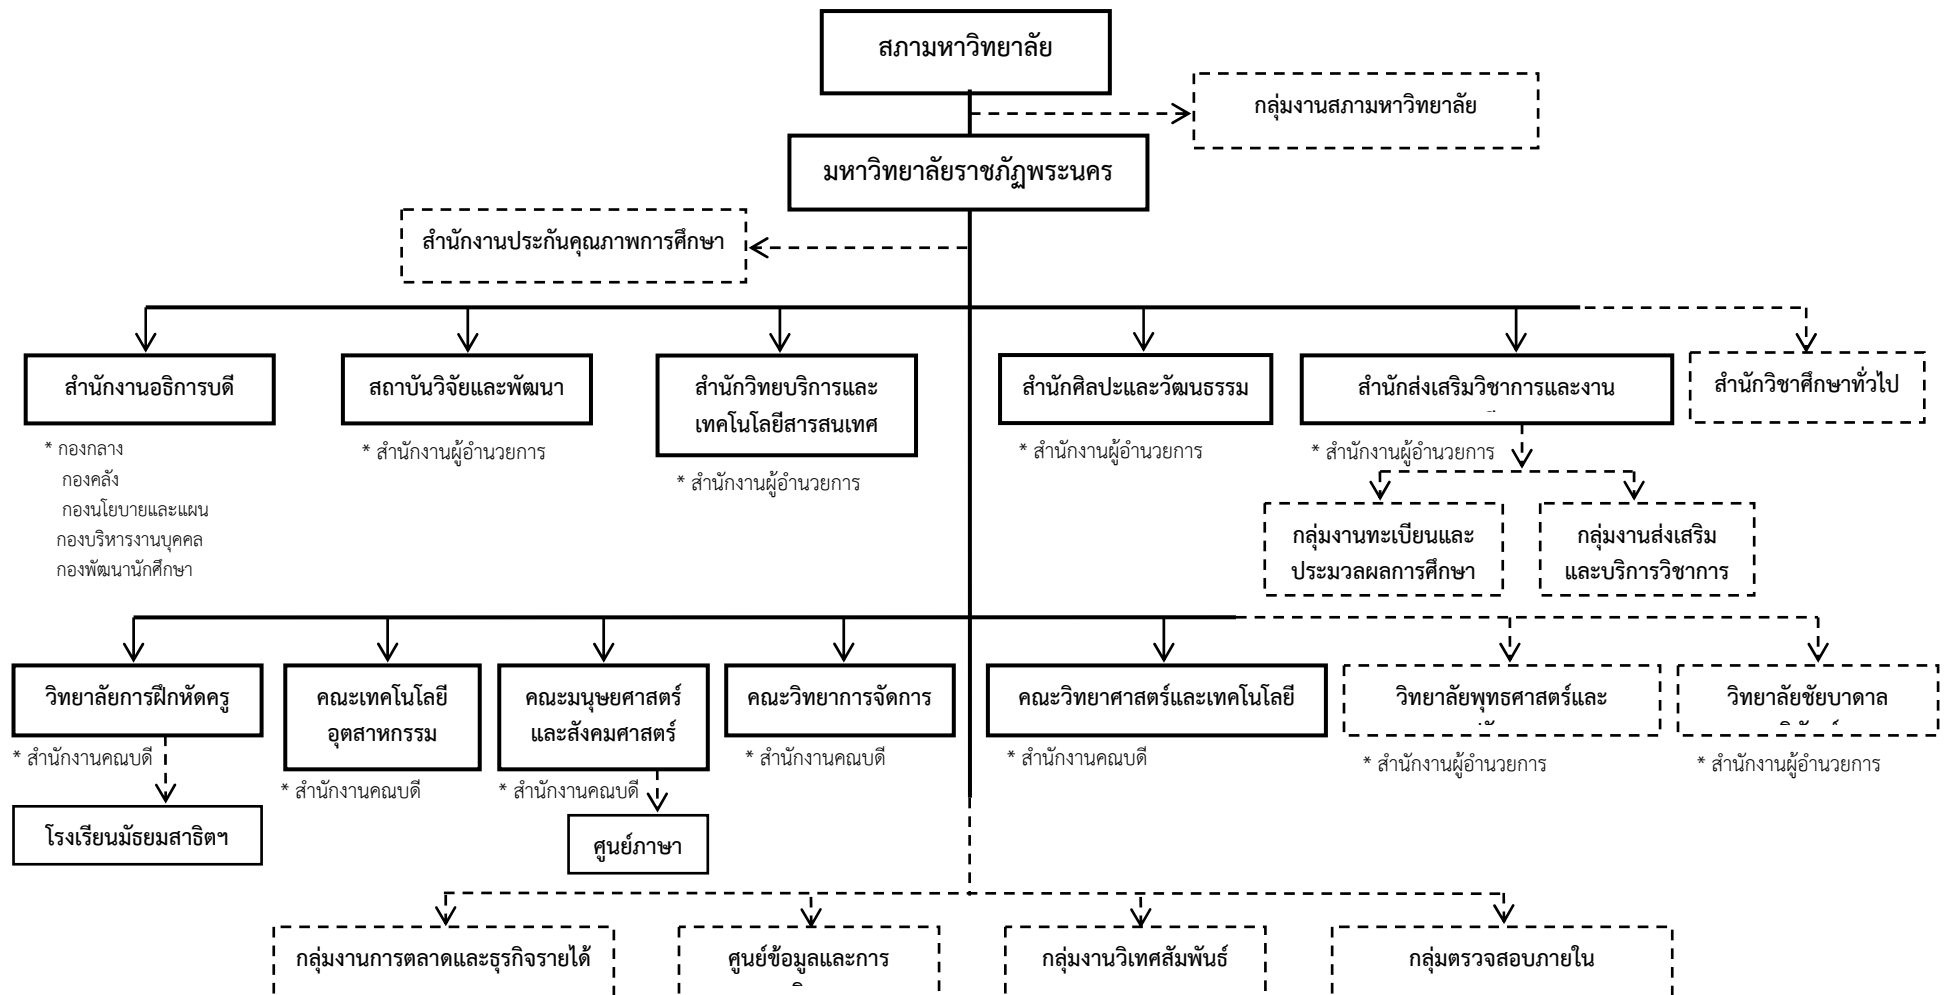 สภามหาวิทยาลัย
กลุ่มงานสภามหาวิทยาลัย
มหาวิทยาลัยราชภัฏพระนคร
สำนักงานประกันคุณภาพการศึกษา
สำนักงานอธิการบดี
* กองกลาง
กองคลัง
กองนโยบายและแผน
กองบริหารงานบุคคล
กองพัฒนานักศึกษา
สถาบันวิจัยและพัฒนา
* สำนักงานผู้อำนวยการ
สำนักวิทยบริการและ
เทคโนโลยีสารสนเทศ
* สำนักงานผู้อำนวยการ
สำนักศิลปะและวัฒนธรรม
* สำนักงานผู้อำนวยการ
สำนักส่งเสริมวิชาการและงาน
* สำนักงานผู้อำนวยการ
สำนักวิชาศึกษาทั่วไป
กลุ่มงานทะเบียนและ
ประมวลผลการศึกษา
กลุ่มงานส่งเสริม
และบริการวิชาการ
วิทยาลัยการฝึกหัดครู
* สำนักงานคณบดี
โรงเรียนมัธยมสาธิตฯ
คณะเทคโนโลยี
อุตสาหกรรม
* สำนักงานคณบดี
คณะมนุษยศาสตร์
และสังคมศาสตร์
* สำนักงานคณบดี
ศูนย์ภาษา
คณะวิทยาการจัดการ
* สำนักงานคณบดี
คณะวิทยาศาสตร์และเทคโนโลยี
* สำนักงานคณบดี
วิทยาลัยพุทธศาสตร์และ
* สำนักงานผู้อำนวยการ
วิทยาลัยชัยบาดาล
* สำนักงานผู้อำนวยการ
กลุ่มงานการตลาดและธุรกิจรายได้
ศูนย์ข้อมูลและการ
กลุ่มงานวิเทศสัมพันธ์
กลุ่มตรวจสอบภายใน